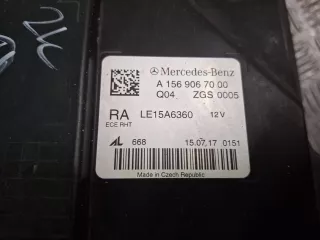 Mercedes-Benz
A 156 906 70 00
Q04 ZGS 0005
RA LE15A6360 12V
ECE RHT
AL 668 15.07.17 0151
Made in Czech Republic